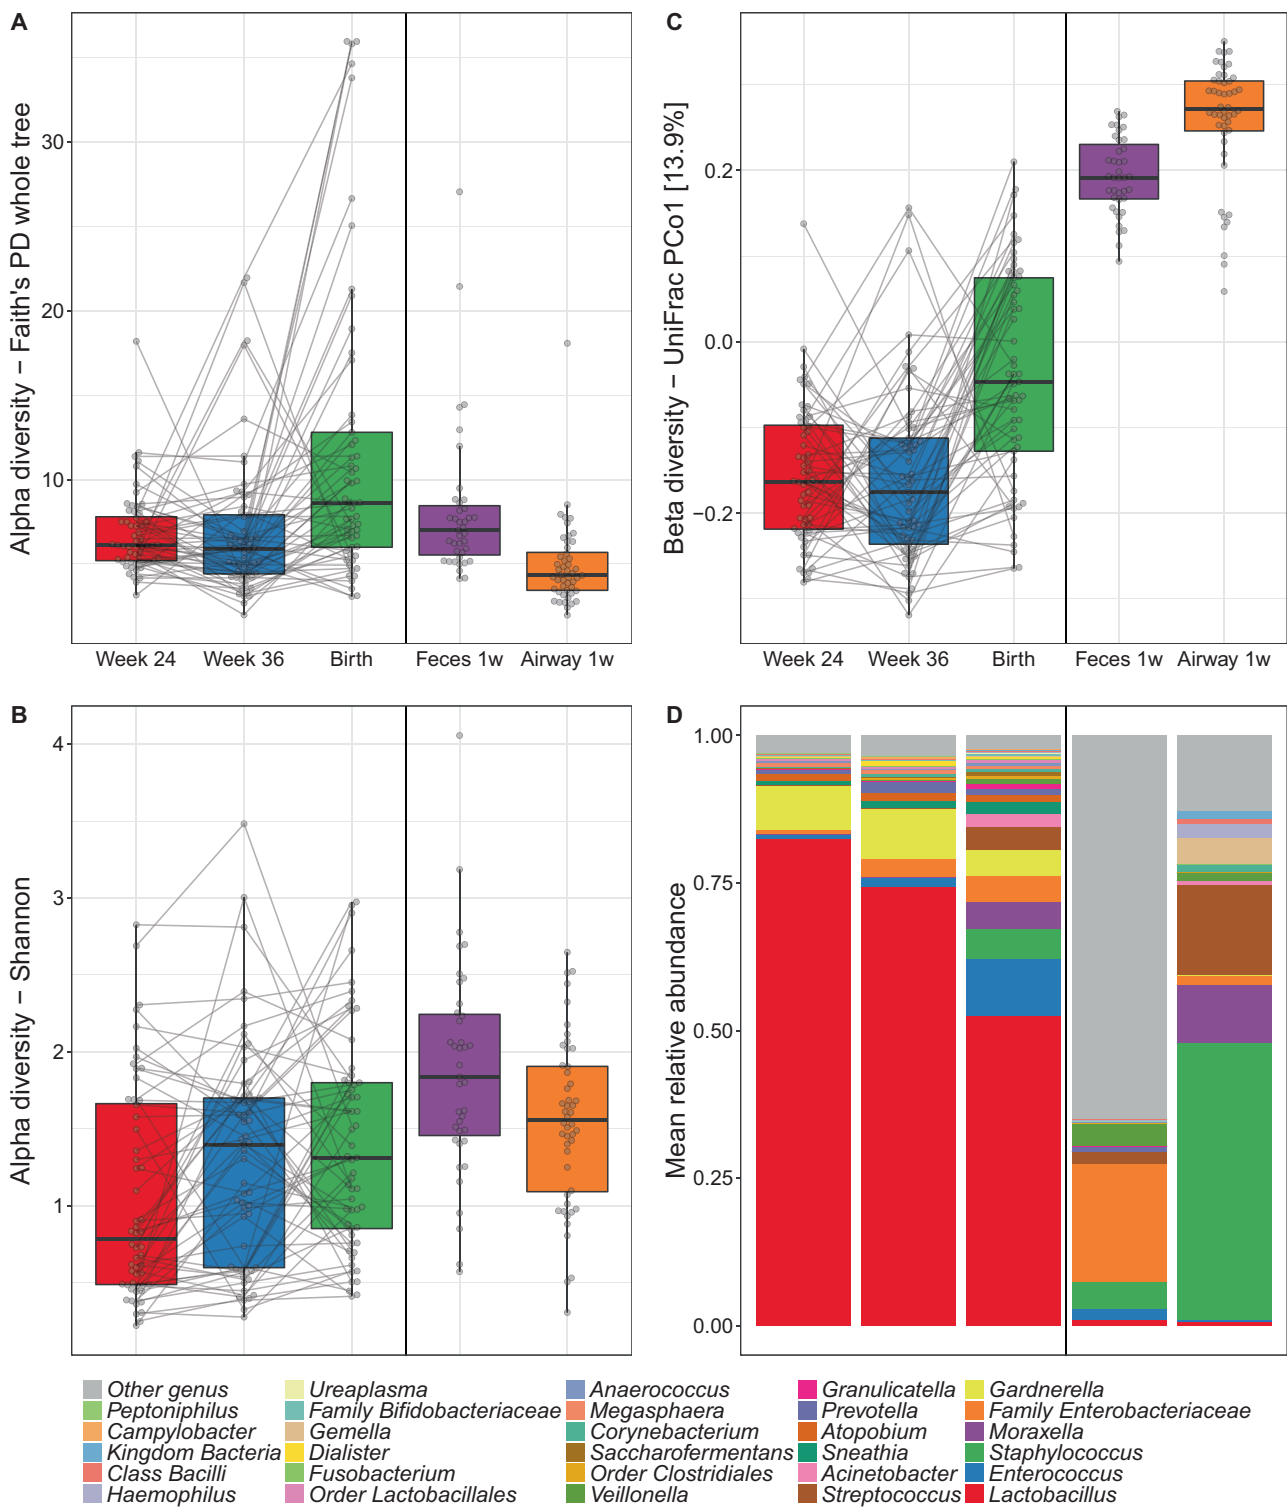 A
Alpha diversity – Faith's PD whole tree
30
20
10
Week 24 Week 36 Birth Feces 1w Airway 1w
C
Beta diversity – UniFrac PCo1 [13.9%]
0.2
0.0
−0.2
Week 24 Week 36 Birth Feces 1w Airway 1w
B
Alpha diversity – Shannon
4
3
2
1
D
Mean relative abundance
1.00
0.75
0.50
0.25
0.00
Other genus Ureaplasma Anaerococcus Granulicatella Gardnerella
Peptoniphilus Family Bifidobacteriaceae Megasphaera Prevotella Family Enterobacteriaceae
Campylobacter Gemella Corynebacterium Atopobium Moraxella
Kingdom Bacteria Dialister Saccharofermentans Sneathia Staphylococcus
Class Bacilli Fusobacterium Order Clostridiales Acinetobacter Enterococcus
Haemophilus Order Lactobacillales Veillonella Streptococcus Lactobacillus